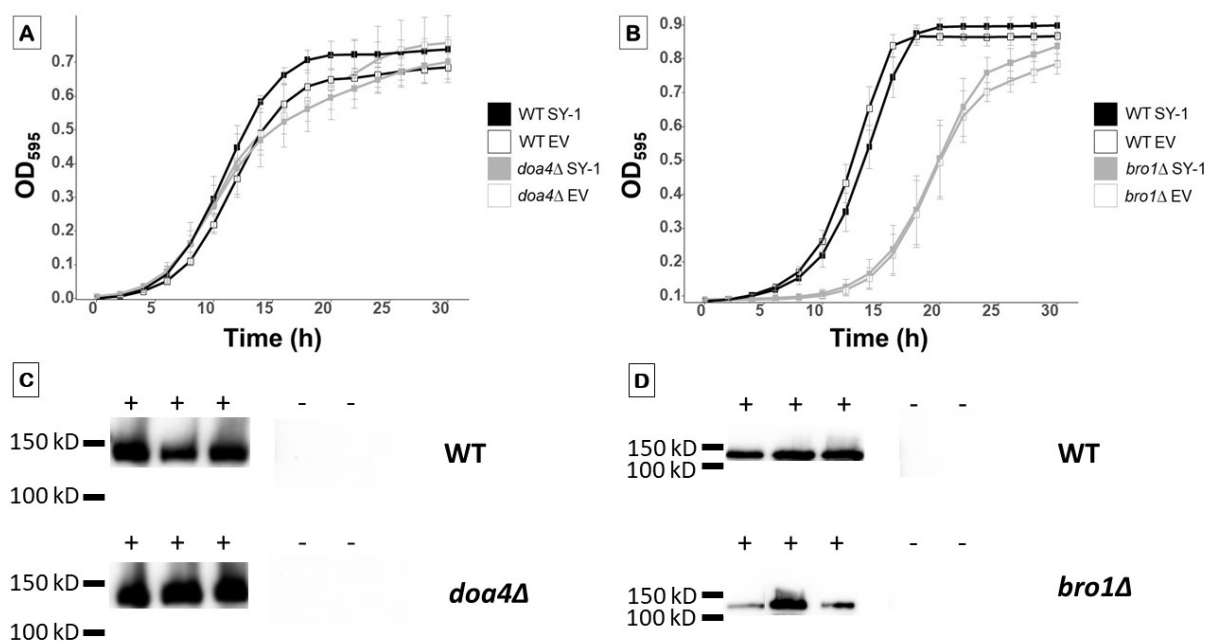 A
OD595
0.7
0.6
0.5
0.4
0.3
0.2
0.1
0.0
0 5 10 15 20 25 30
Time (h)
WT SY-1
WT EV
doa4Δ SY-1
doa4Δ EV
B
OD595
0.9
0.8
0.7
0.6
0.5
0.4
0.3
0.2
0.1
0 5 10 15 20 25 30
Time (h)
WT SY-1
WT EV
bro1Δ SY-1
bro1Δ EV
C
+ + + - -
150 kD
100 kD
WT
+ + + - -
150 kD
100 kD
doa4Δ
D
+ + + - -
150 kD
100 kD
WT
+ + + - -
150 kD
100 kD
bro1Δ